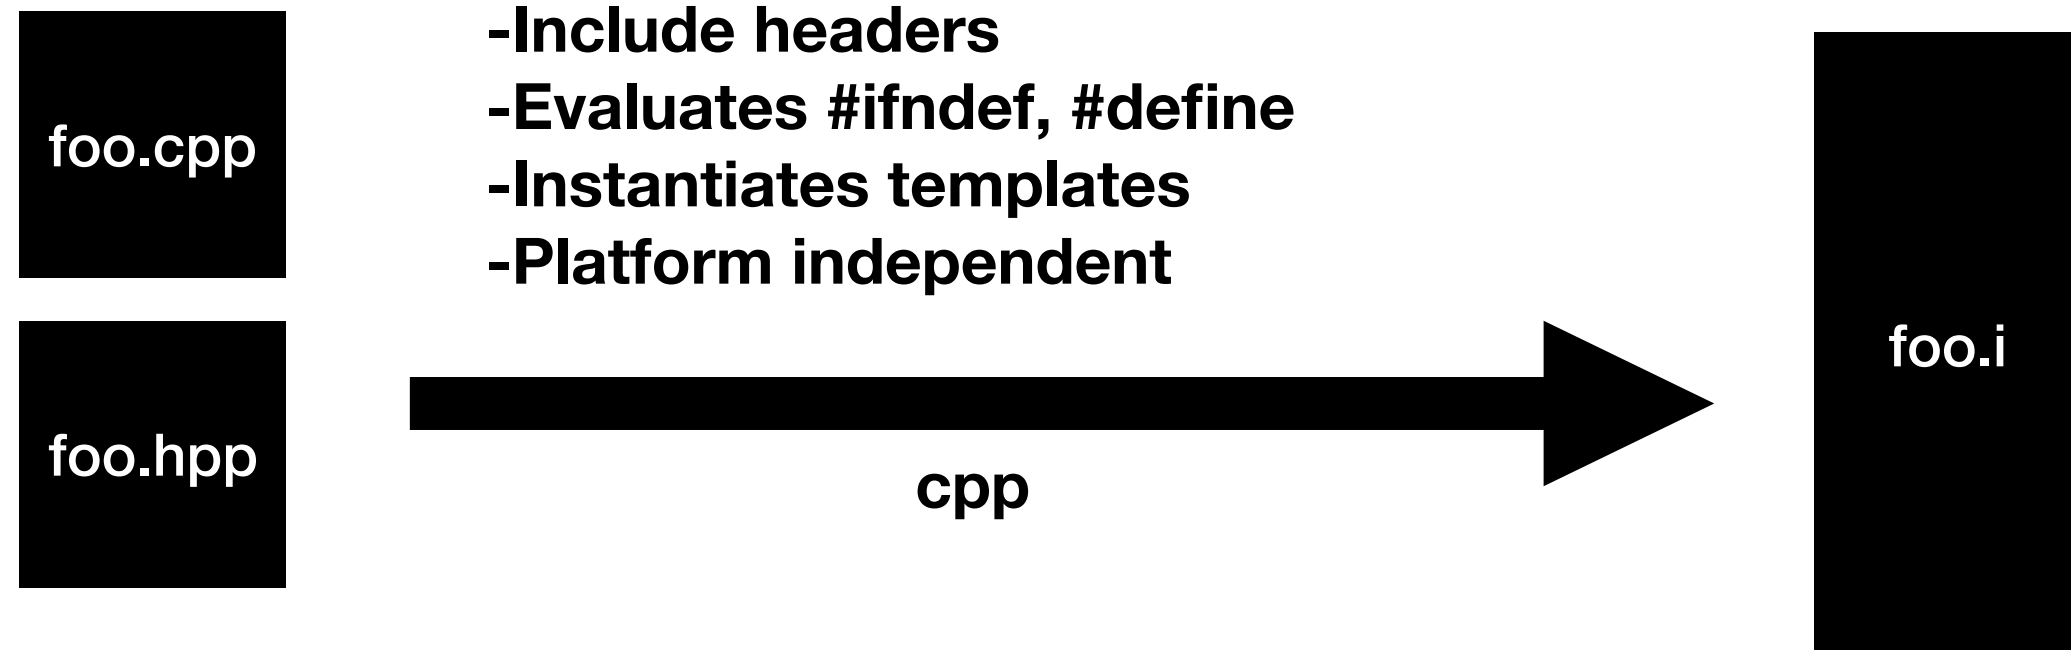 foo.cpp
foo.hpp
-Include headers
-Evaluates #ifndef, #define
-Instantiates templates
-Platform independent
cpp
foo.i